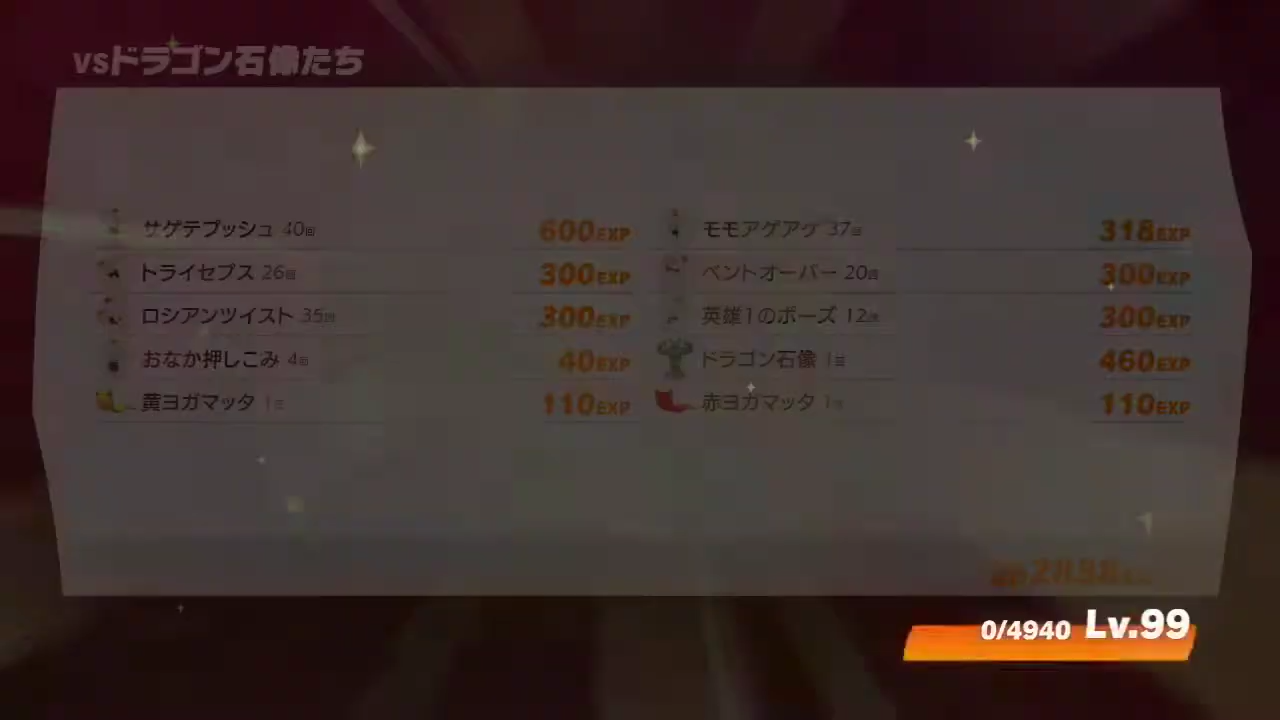 vsドラゴン石像たち
サゲテプッシュ 40回 600EXP
モモアゲアゲ 37回 318EXP
トライセプス 26回 300EXP
ベントオーバー 20回 300EXP
ロシアンツイスト 35回 300EXP
英雄1のポーズ 12回 300EXP
おなか押しこみ 4回 40EXP
ドラゴン石像 1回 460EXP
黄ヨガマッタ 1回 110EXP
赤ヨガマッタ 1回 110EXP
2838
0/4940 Lv.99